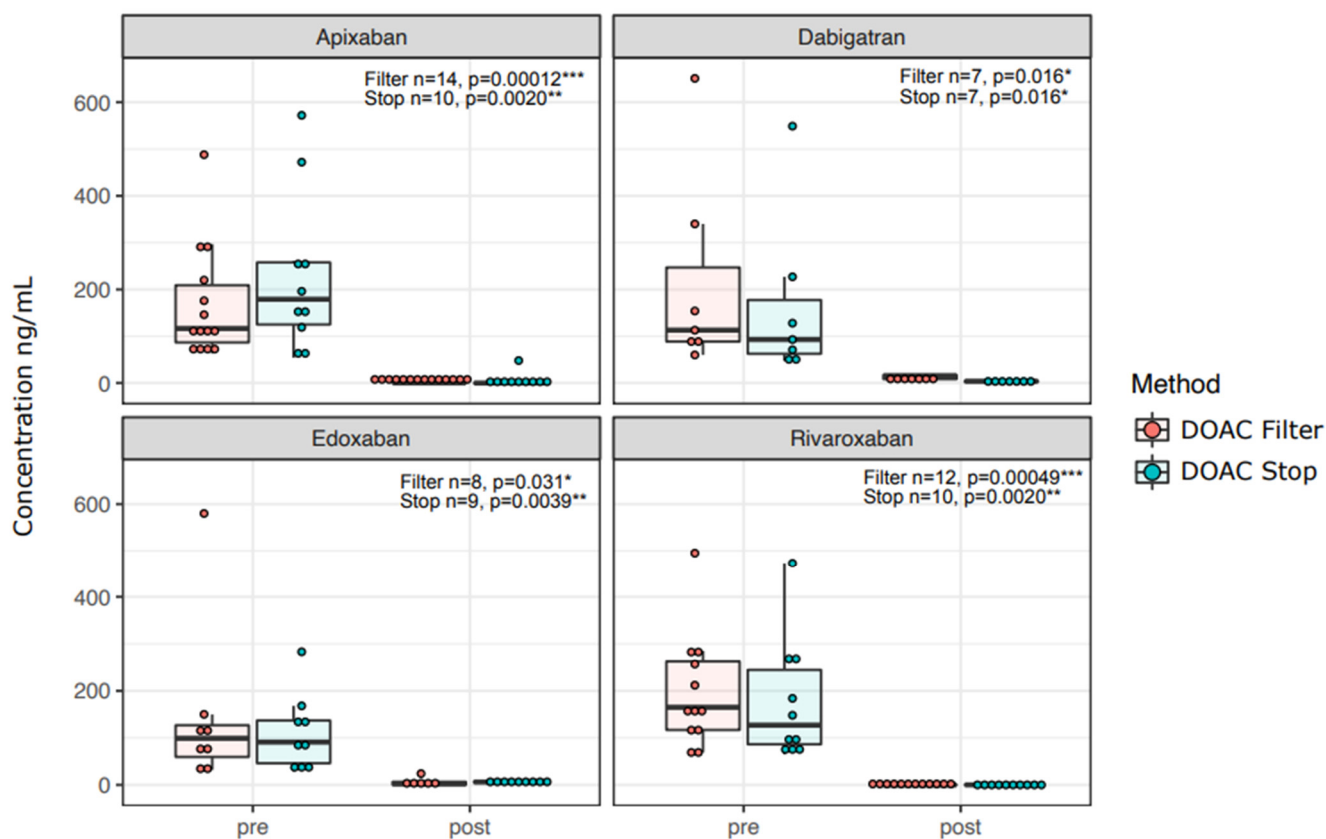 Apixaban
Dabigatran
Filter n=14, p=0.00012***
Stop n=10, p=0.0020**
Filter n=7, p=0.016*
Stop n=7, p=0.016*
600
400
200
0
Edoxaban
Rivaroxaban
Filter n=8, p=0.031*
Stop n=9, p=0.0039**
Filter n=12, p=0.00049***
Stop n=10, p=0.0020**
600
400
200
0
pre
post
pre
post
Concentration ng/mL
Method
DOAC Filter
DOAC Stop